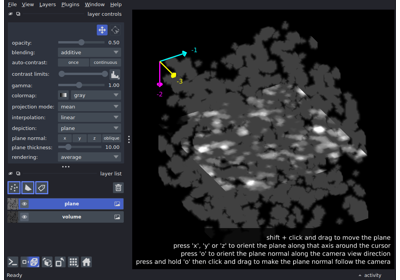 File View Layers Plugins Window Help
layer controls
opacity: 0.50
blending: additive
auto-contrast: once continuous
contrast limits:
gamma: 1.00
colormap: gray
projection mode: mean
interpolation: linear
depiction: plane
plane normal: x y z oblique
plane thickness: 10.00
rendering: average
layer list
plane
volume
Ready
-1
-3
-2
shift + click and drag to move the plane
press 'x', 'y' or 'z' to orient the plane along that axis around the cursor
press 'o' to orient the plane along the camera view direction
press and hold 'o' then click and drag to make the plane normal follow the camera
activity